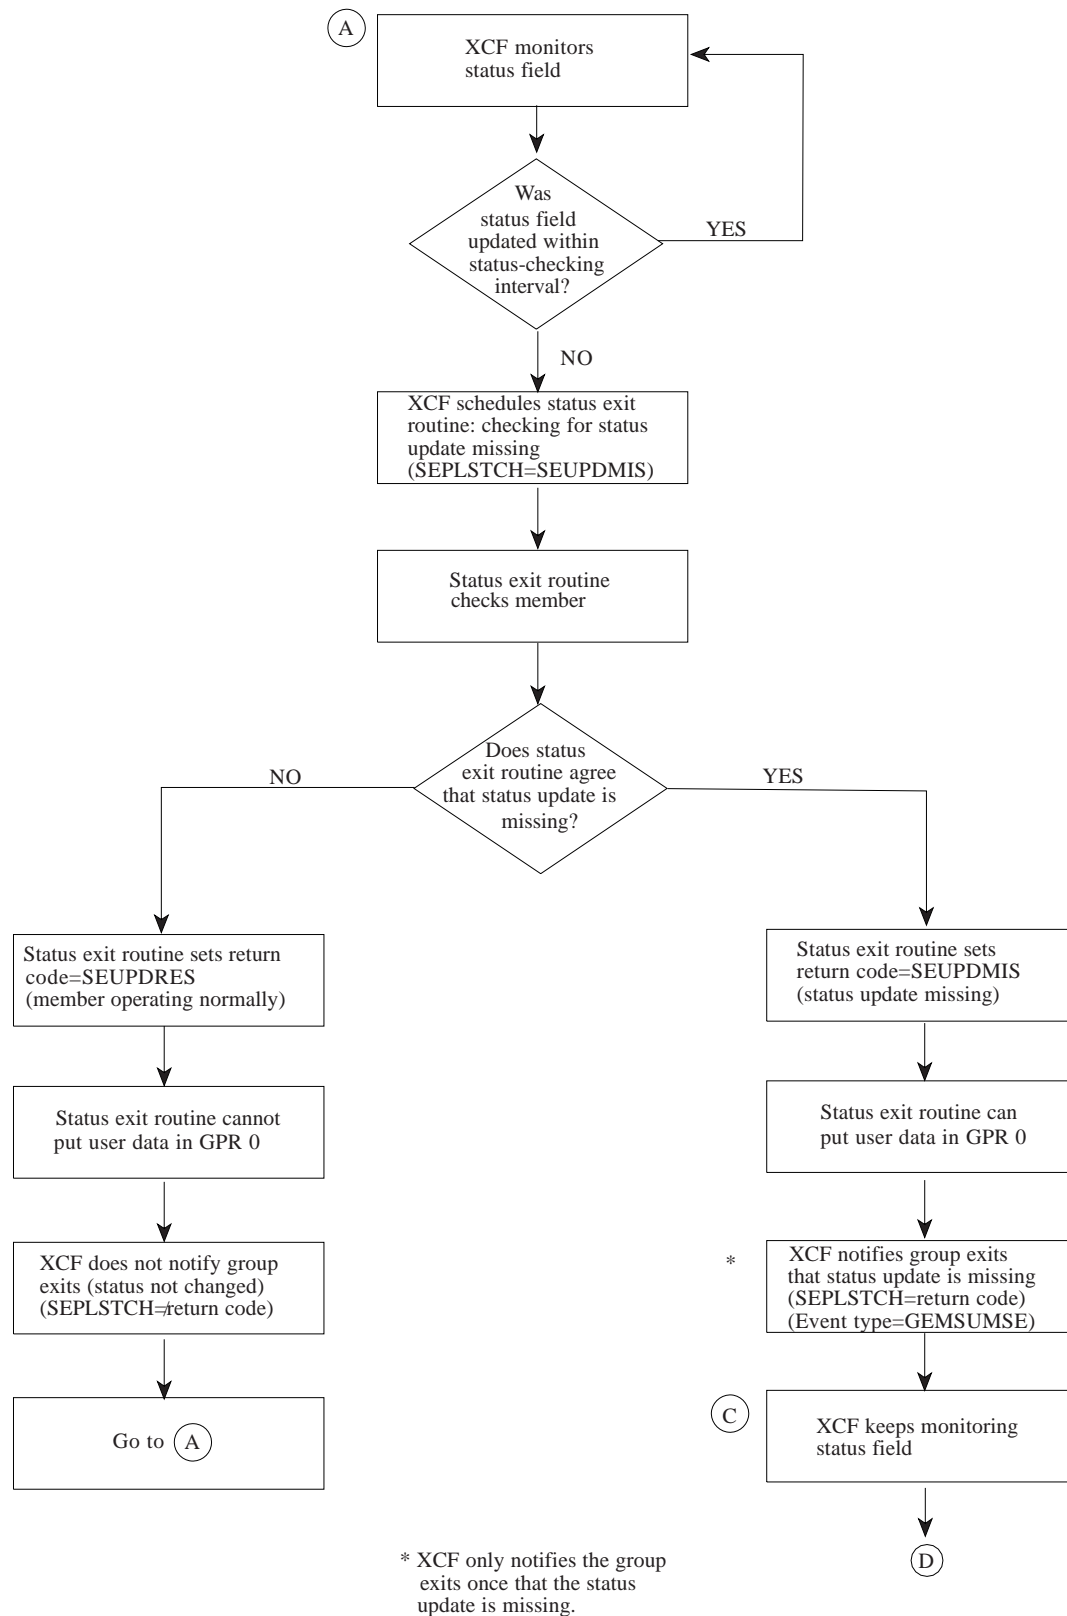 A
XCF monitors
status field
Was
status field
updated within
status-checking
interval?
YES
NO
XCF schedules status exit
routine: checking for status
update missing
(SEPLSTCH=SEUPDMIS)
Status exit routine
checks member
Does status
exit routine agree
that status update is
missing?
NO
YES
Status exit routine sets return
code=SEUPDRES
(member operating normally)
Status exit routine cannot
put user data in GPR 0
XCF does not notify group
exits (status not changed)
(SEPLSTCH≠return code)
Go to A
Status exit routine sets
return code=SEUPDMIS
(status update missing)
Status exit routine can
put user data in GPR 0
*
XCF notifies group exits
that status update is missing
(SEPLSTCH=return code)
(Event type=GEMSUMSE)
C
XCF keeps monitoring
status field
D
* XCF only notifies the group
exits once that the status
update is missing.